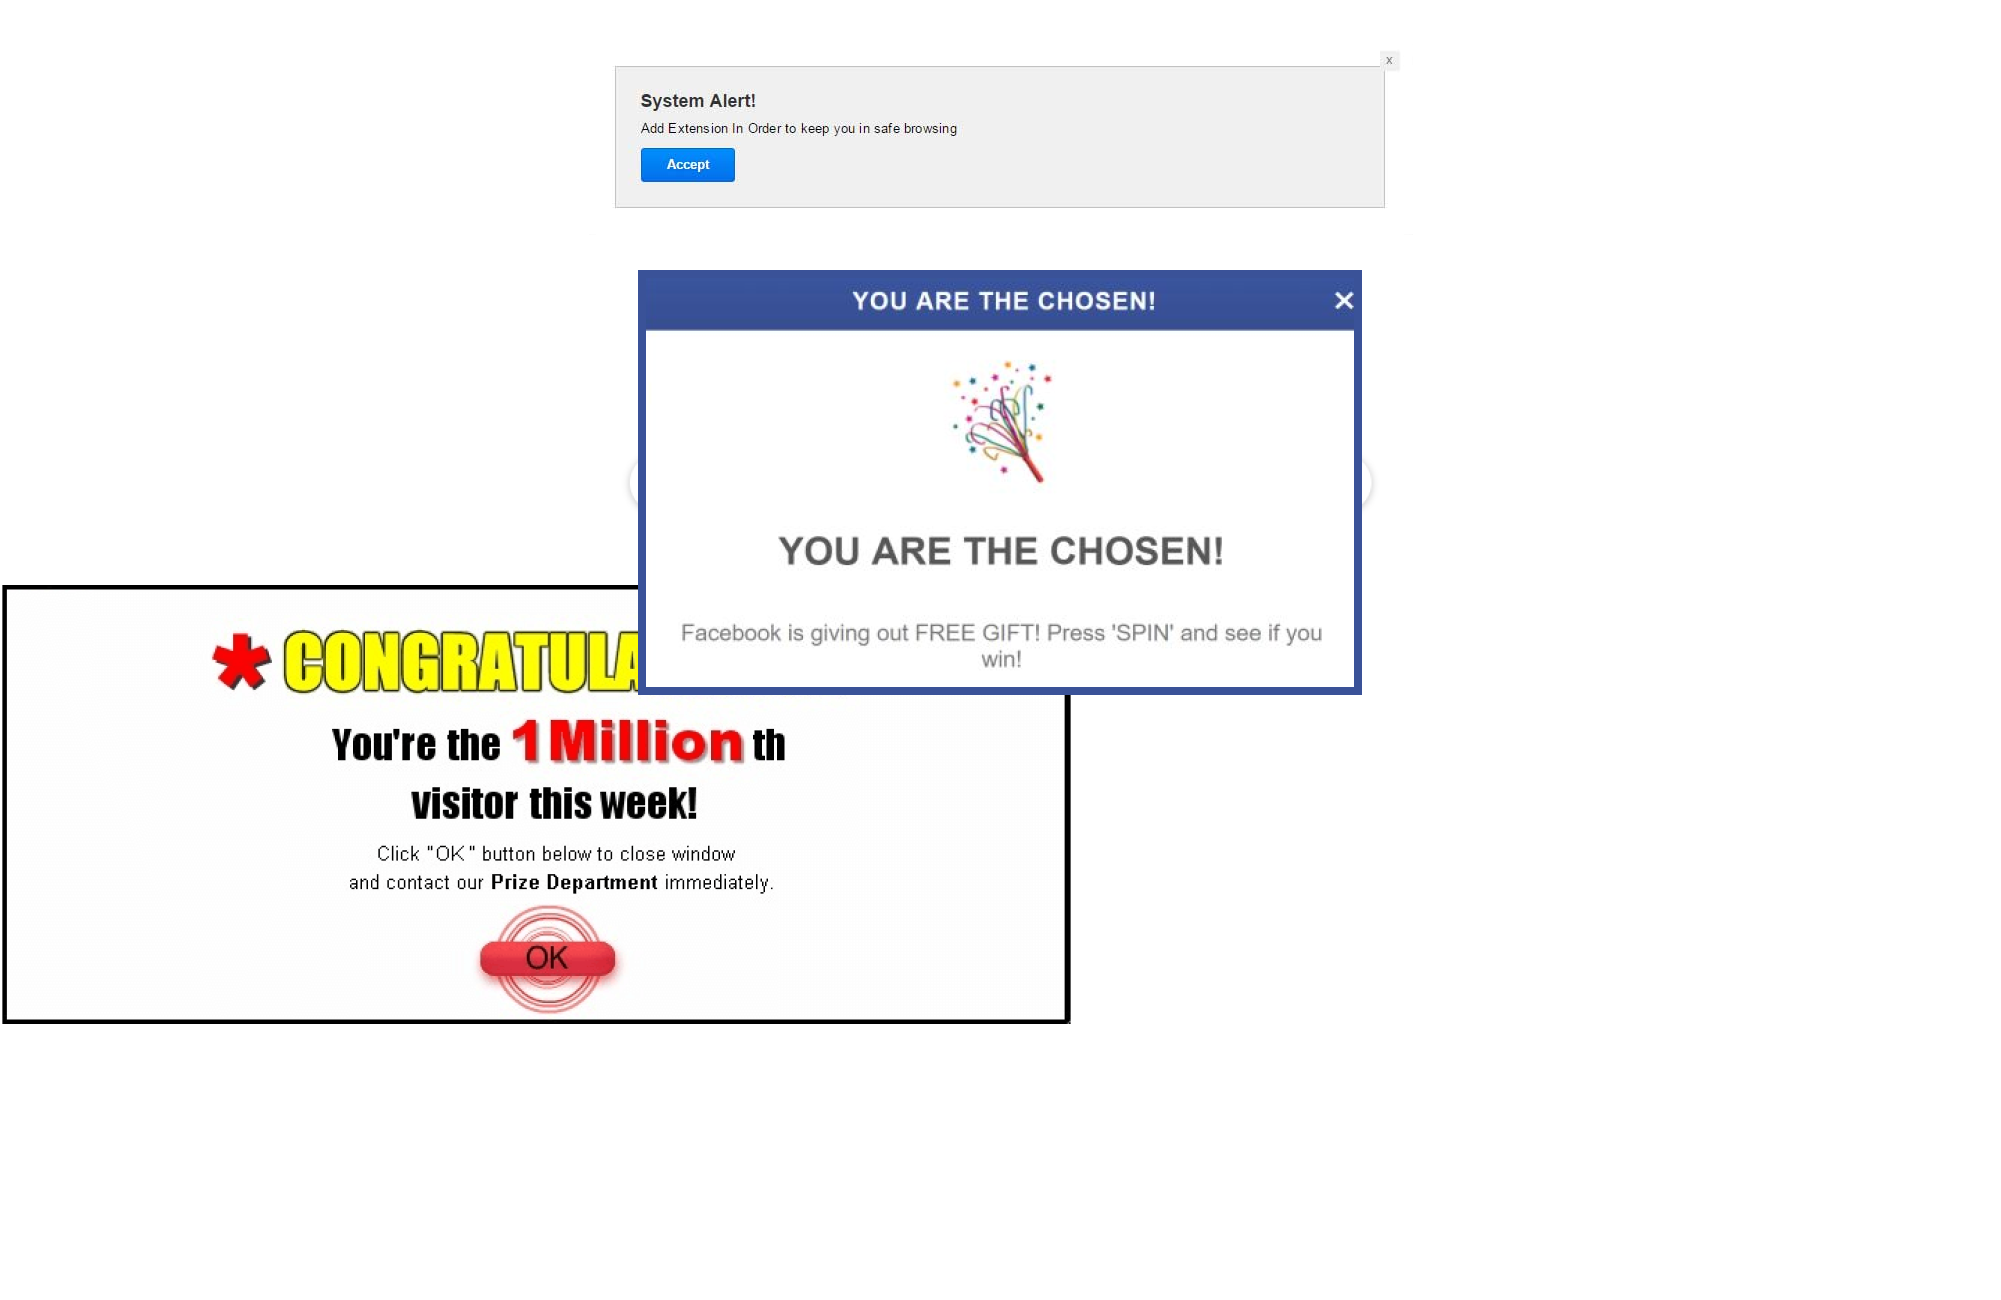 x
System Alert!
Add Extension In Order to keep you in safe browsing
Accept
YOU ARE THE CHOSEN!
YOU ARE THE CHOSEN!
Facebook is giving out FREE GIFT! Press 'SPIN' and see if you
win!
* CONGRATULA
You're the 1 Million th
visitor this week!
Click "OK" button below to close window
and contact our Prize Department immediately.
OK